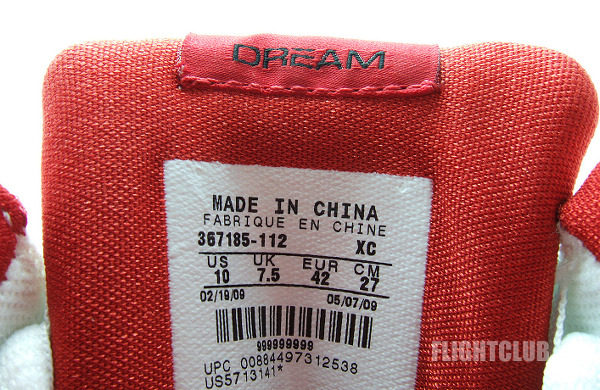 DREAM
MADE IN CHINA
FABRIQUE EN CHINE
367185-112 XC
US UK EUR CM
10 7.5 42 27
02/19/09 05/07/09
999999999
UPC 00884497312538
US5713141*
FLIGHTCLUB